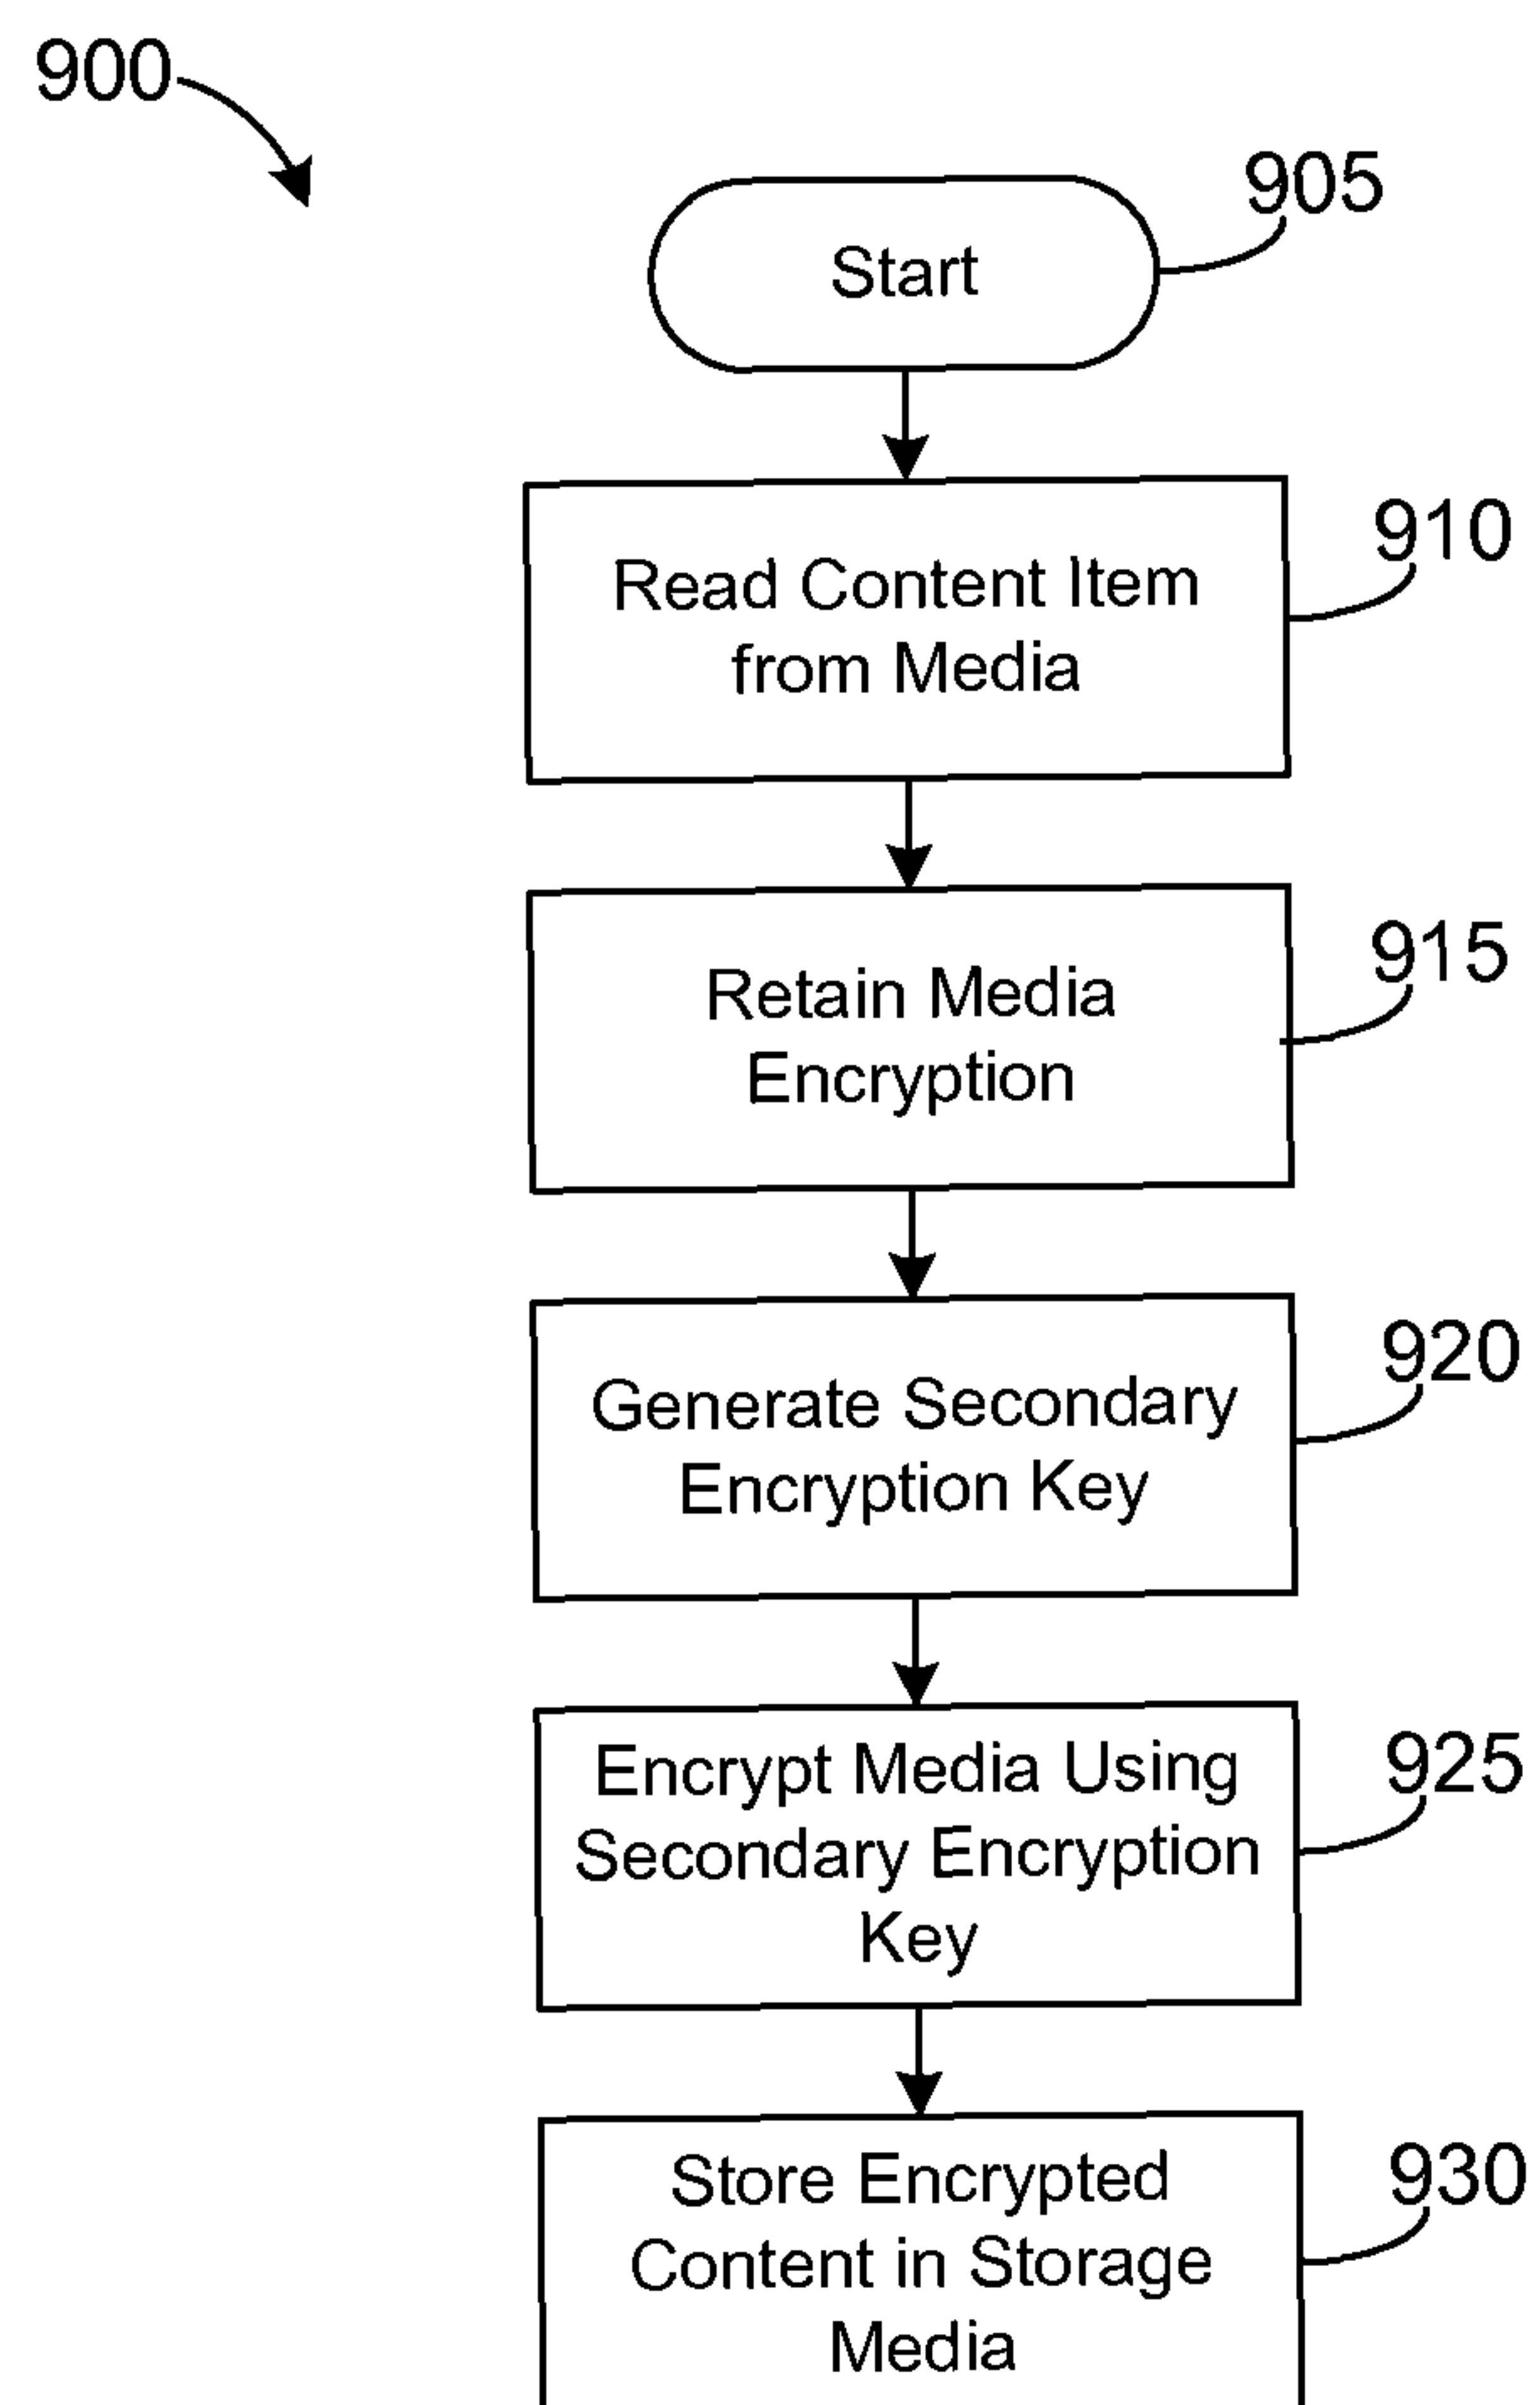 900
905
Start
910
Read Content Item
from Media
915
Retain Media
Encryption
920
Generate Secondary
Encryption Key
925
Encrypt Media Using
Secondary Encryption
Key
930
Store Encrypted
Content in Storage
Media